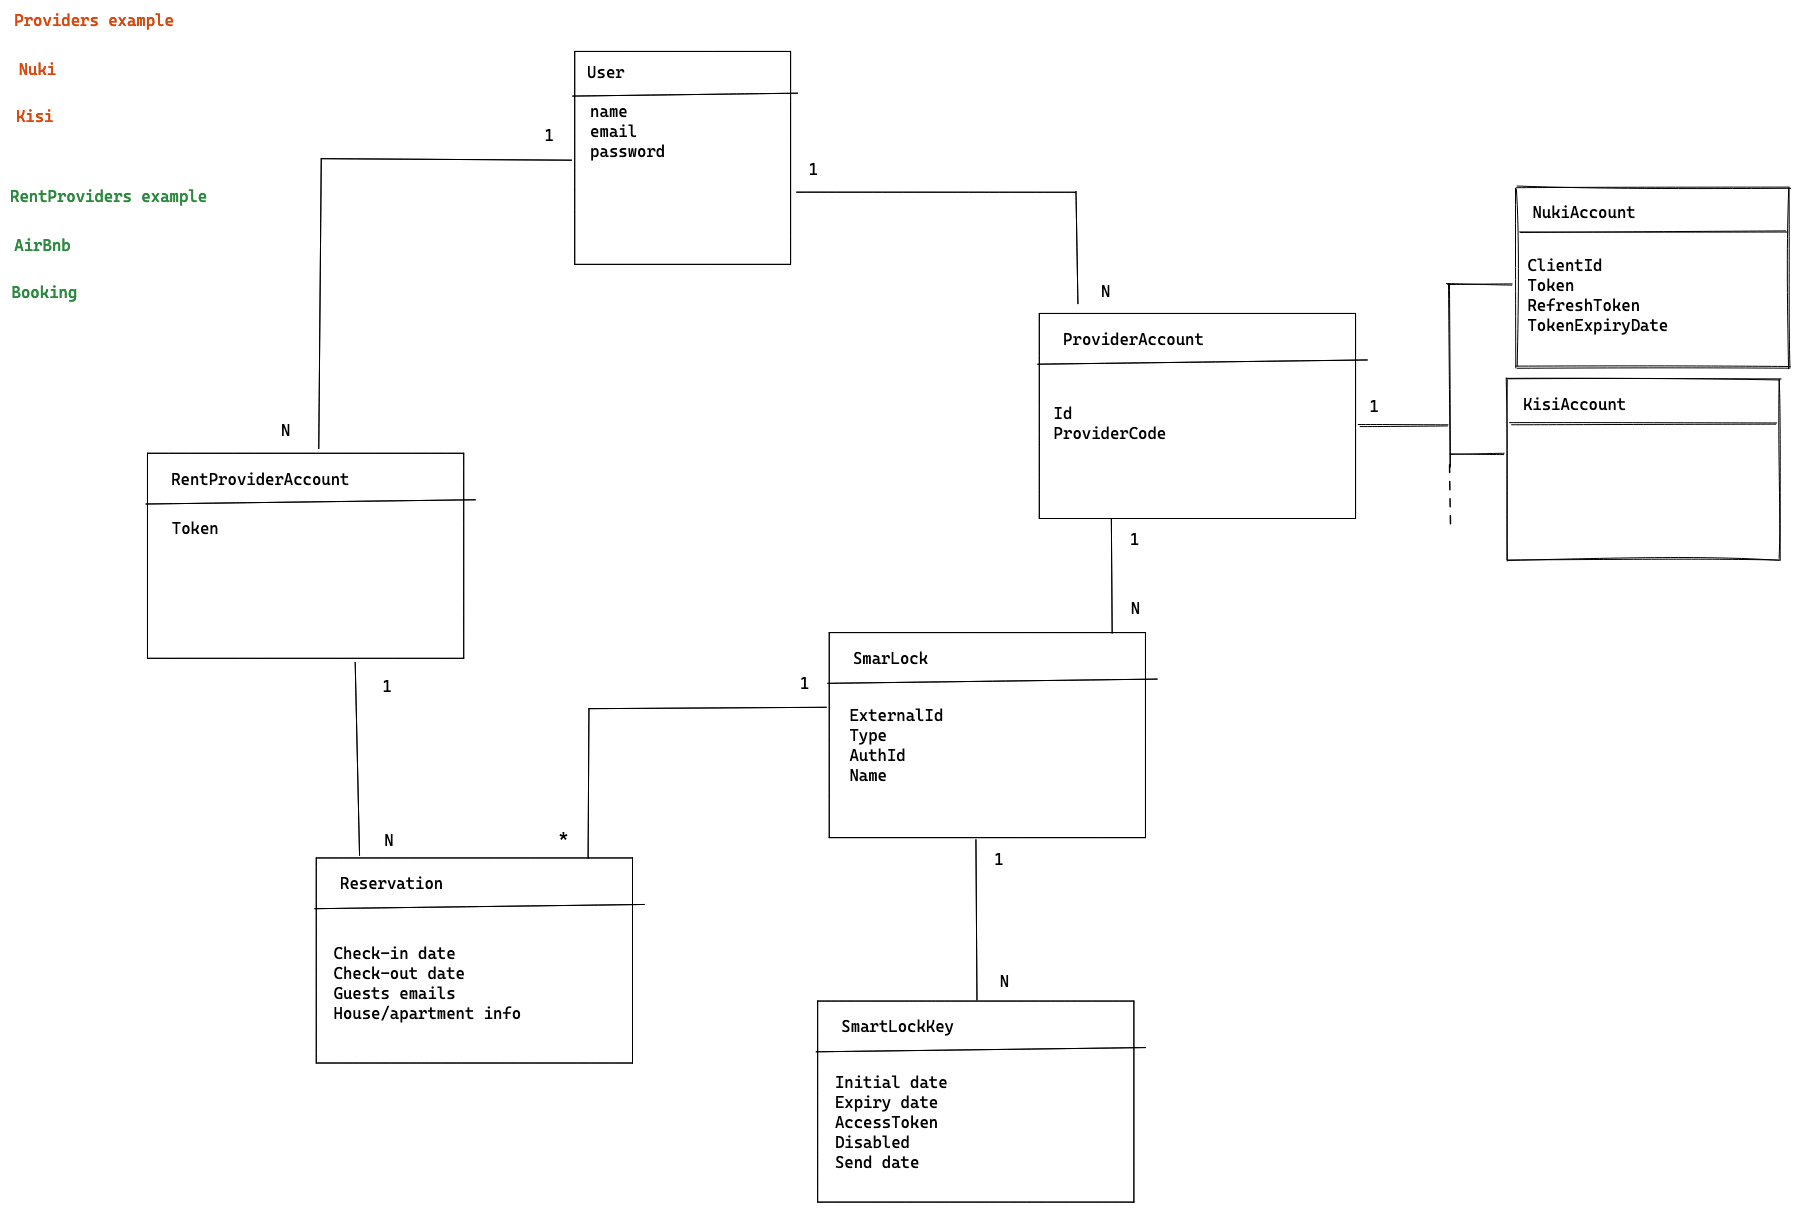 Providers example
Nuki
Kisi
RentProviders example
AirBnb
Booking
User
name
email
password
1
1
N
N
NukiAccount
ClientId
Token
RefreshToken
TokenExpiryDate
ProviderAccount
Id
ProviderCode
1
KisiAccount
RentProviderAccount
Token
1
N
1
N
SmarLock
ExternalId
Type
AuthId
Name
1
*
Reservation
Check-in date
Check-out date
Guests emails
House/apartment info
1
N
SmartLockKey
Initial date
Expiry date
AccessToken
Disabled
Send date